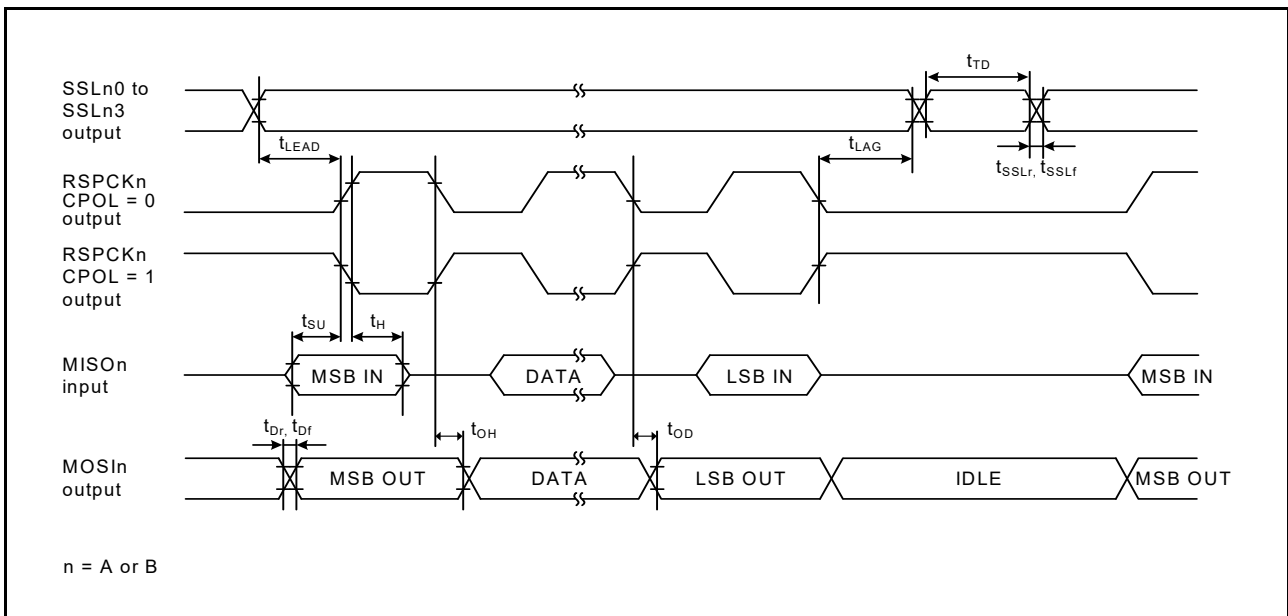 SSLn0 to
SSLn3
output
tTD
tLEAD
tLAG
tSSLr, tSSLf
RSPCKn
CPOL = 0
output
RSPCKn
CPOL = 1
output
tSU
tH
MISOn
input
MSB IN
DATA
LSB IN
MSB IN
tDr, tDf
tOH
tOD
MOSIn
output
MSB OUT
DATA
LSB OUT
IDLE
MSB OUT
n = A or B